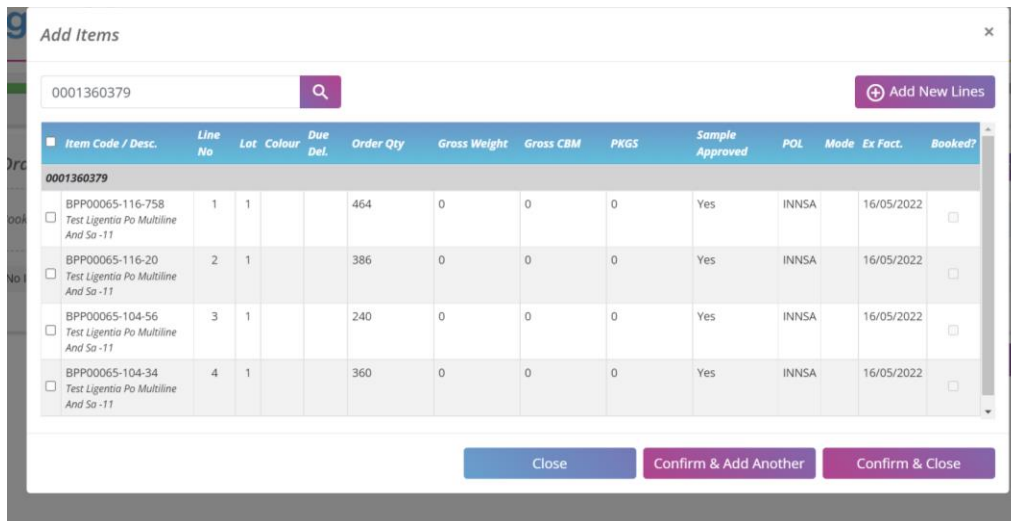 g
Add Items
×
0001360379
Add New Lines
Item Code / Desc. Line No Lot Colour Due Del. Order Qty Gross Weight Gross CBM PKGS Sample Approved POL Mode Ex Fact. Booked?
0001360379
BPP00065-116-758 1 1 464 0 0 0 Yes INNSA 16/05/2022
Test Ligentia Po Multiline
And Sa -11
BPP00065-116-20 2 1 386 0 0 0 Yes INNSA 16/05/2022
Test Ligentia Po Multiline
And Sa -11
BPP00065-104-56 3 1 240 0 0 0 Yes INNSA 16/05/2022
Test Ligentia Po Multiline
And Sa -11
BPP00065-104-34 4 1 360 0 0 0 Yes INNSA 16/05/2022
Test Ligentia Po Multiline
And Sa -11
Close Confirm & Add Another Confirm & Close